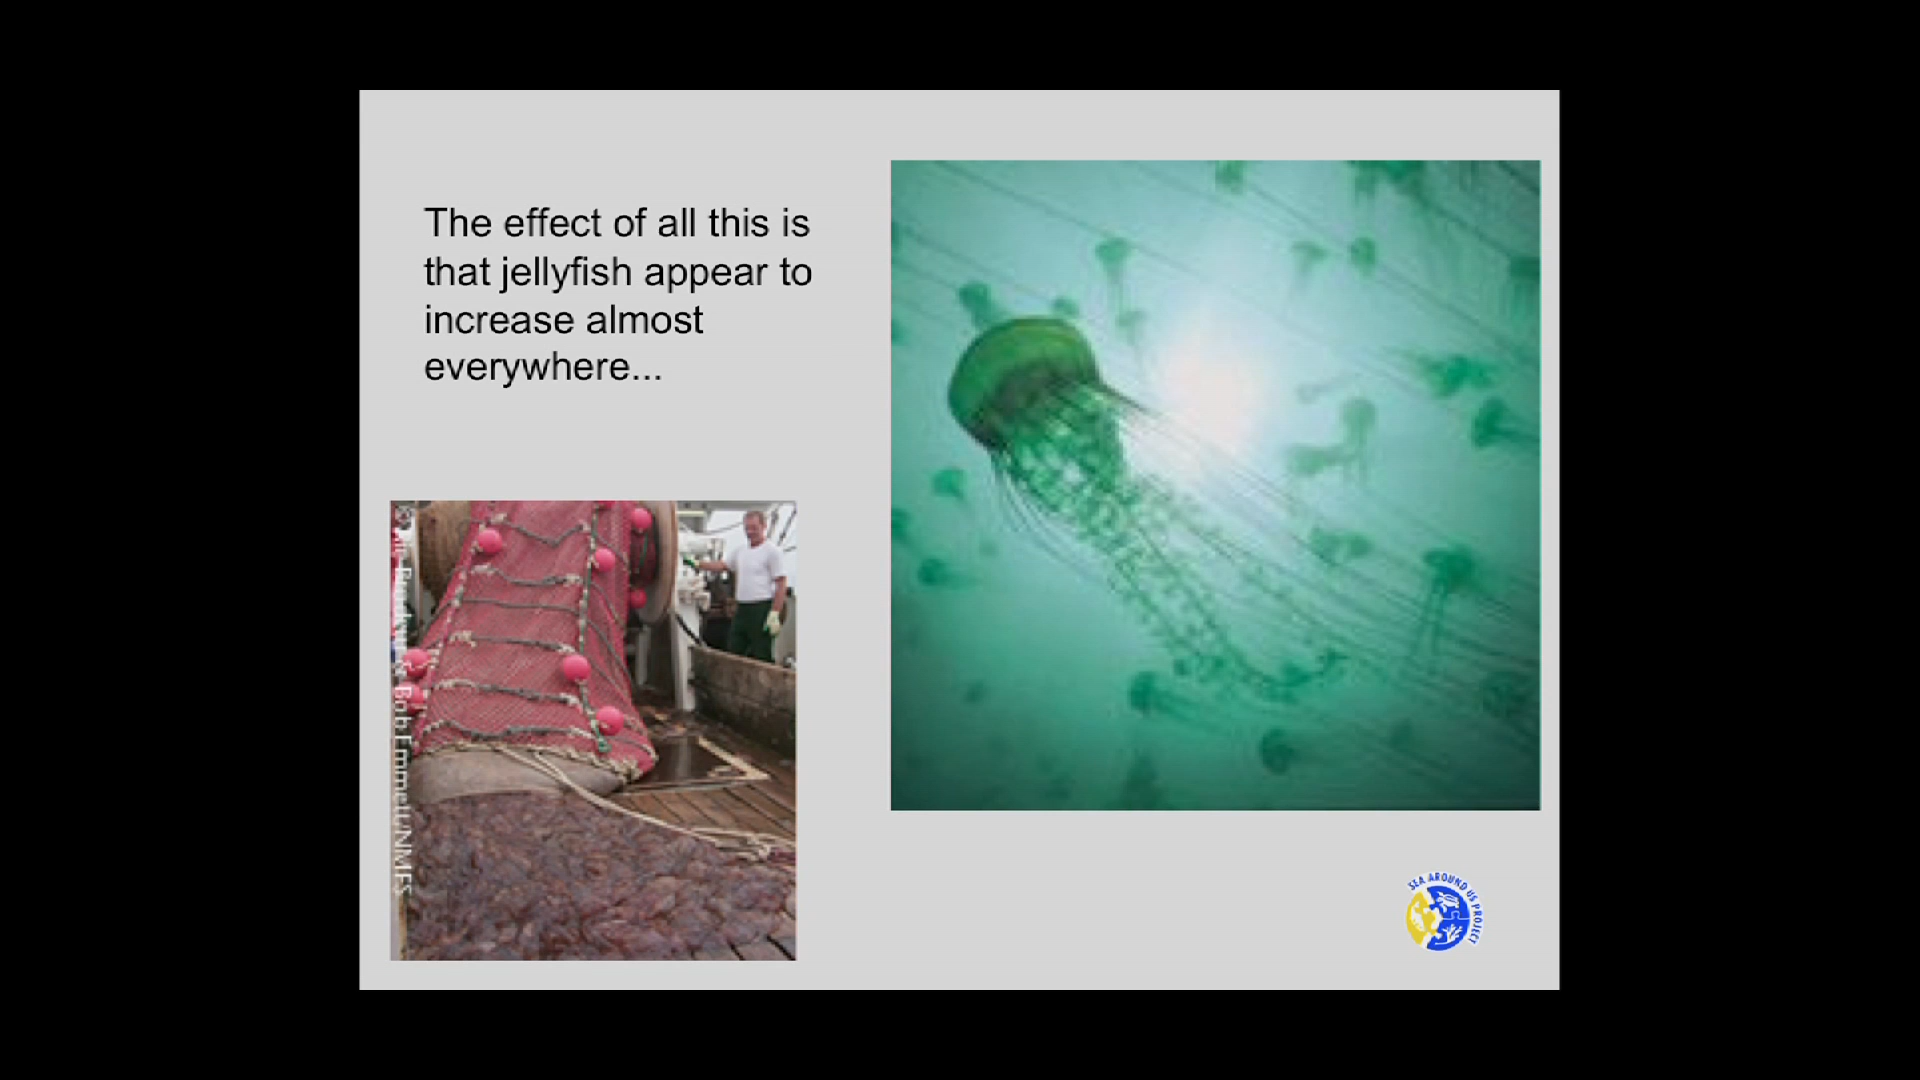 The effect of all this is
that jellyfish appear to
increase almost
everywhere...
Bob Emmett/NMFS
SEA AROUND US PROJECT